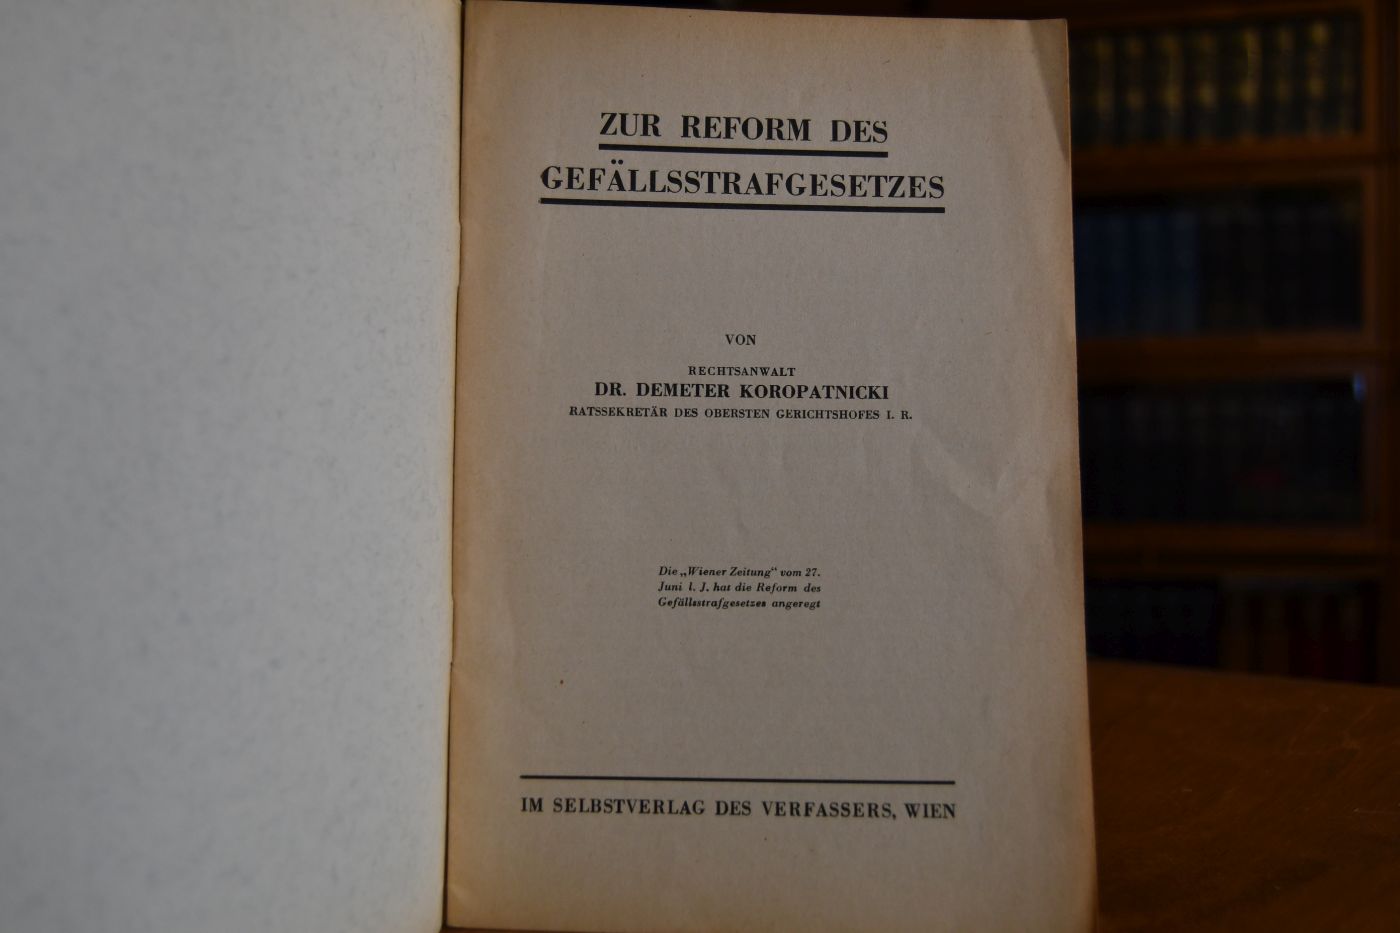 ZUR REFORM DES
GEFÄLLSSTRAFGESETZES
VON
RECHTSANWALT
DR. DEMETER KOROPATNICKI
RATSSEKRETÄR DES OBERSTEN GERICHTSHOFES I. R.
Die „Wiener Zeitung“ vom 27.
Juni l. J. hat die Reform des
Gefällsstrafgesetzes angeregt
IM SELBSTVERLAG DES VERFASSERS, WIEN